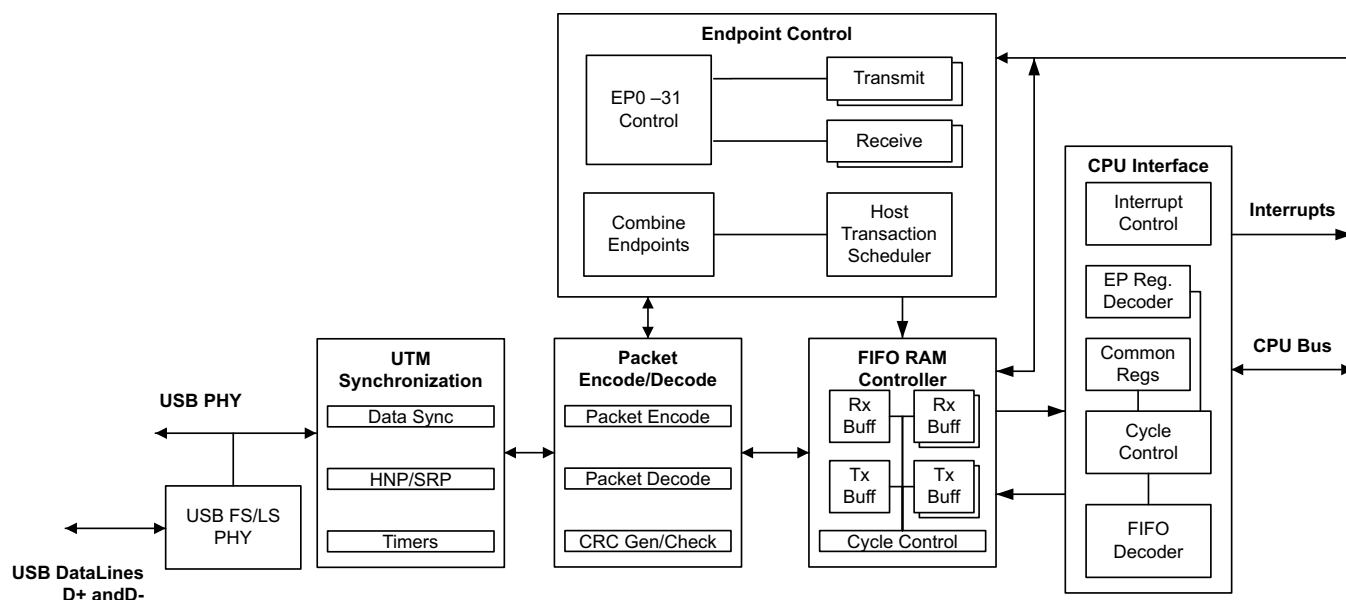 Endpoint Control
EP0 –31
Control
Transmit
Receive
Combine
Endpoints
Host
Transaction
Scheduler
CPU Interface
Interrupt
Control
EP Reg.
Decoder
Common
Regs
Cycle
Control
FIFO
Decoder
Interrupts
CPU Bus
UTM
Synchronization
Data Sync
HNP/SRP
Timers
Packet
Encode/Decode
Packet Encode
Packet Decode
CRC Gen/Check
FIFO RAM
Controller
Rx
Buff
Rx
Buff
Tx
Buff
Tx
Buff
Cycle Control
USB PHY
USB FS/LS
PHY
USB DataLines
D+ andD-